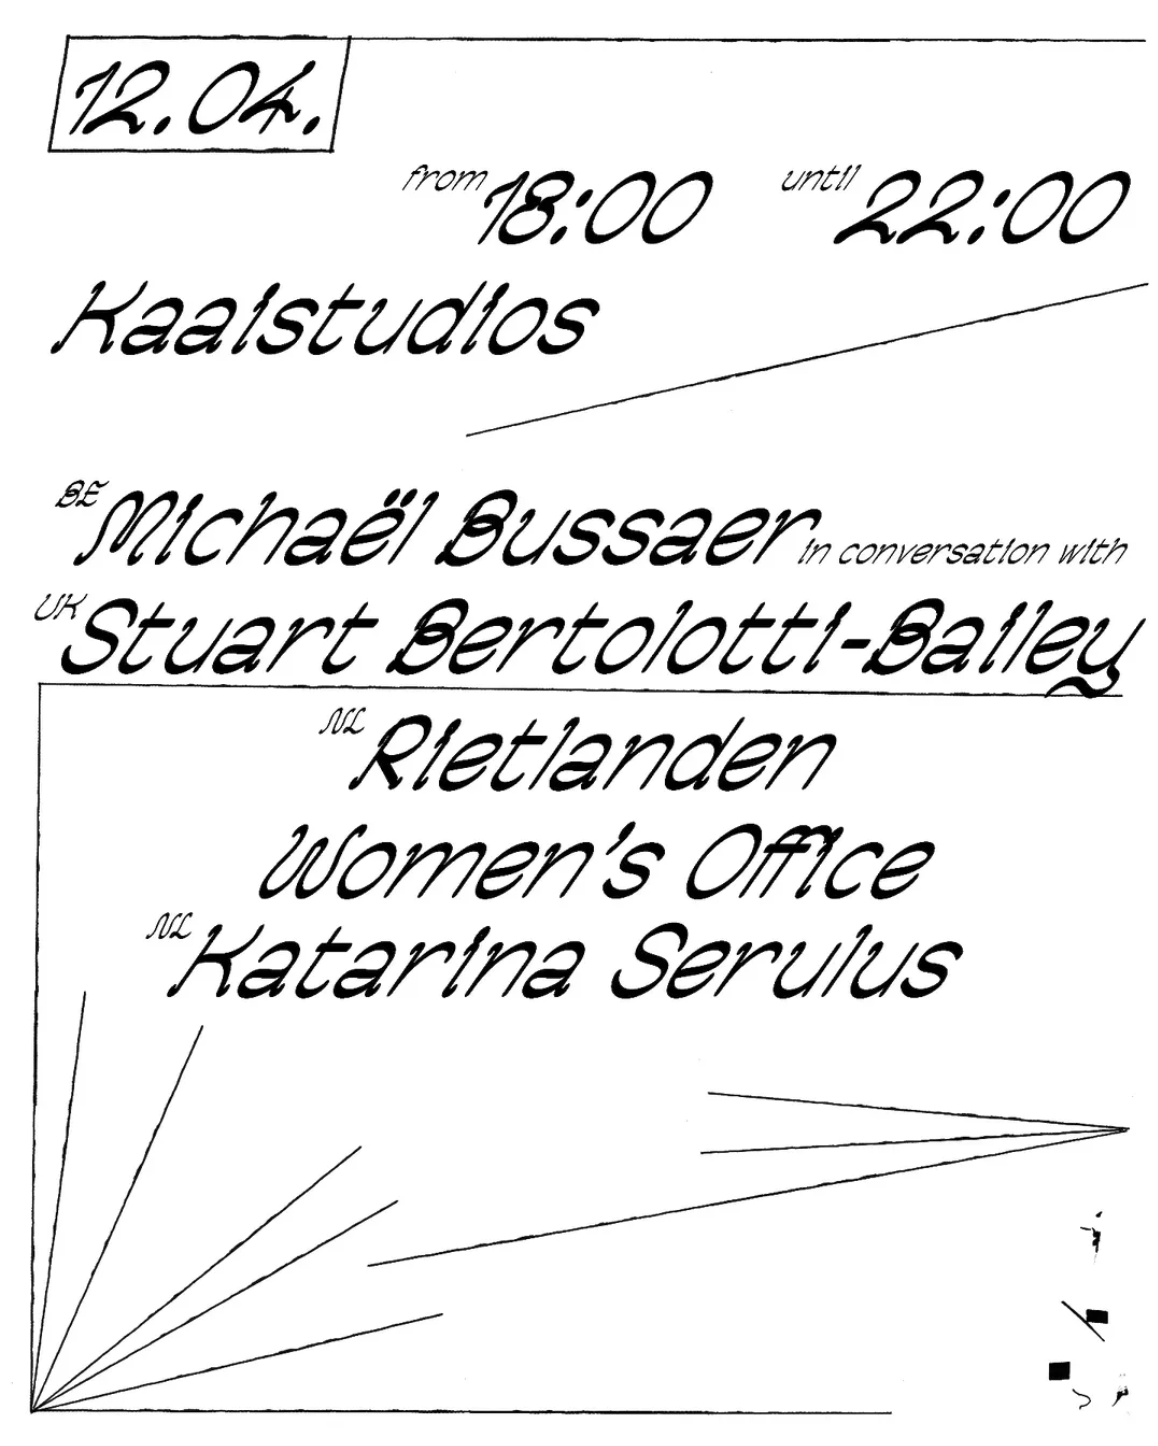 12.04.
from 18:00 until 22:00
Kaaistudios
BE Michaël Bussaer in conversation with
UK Stuart Bertolotti-Bailey
NL Rietlanden
Women's Office
NL Katarina Serulus